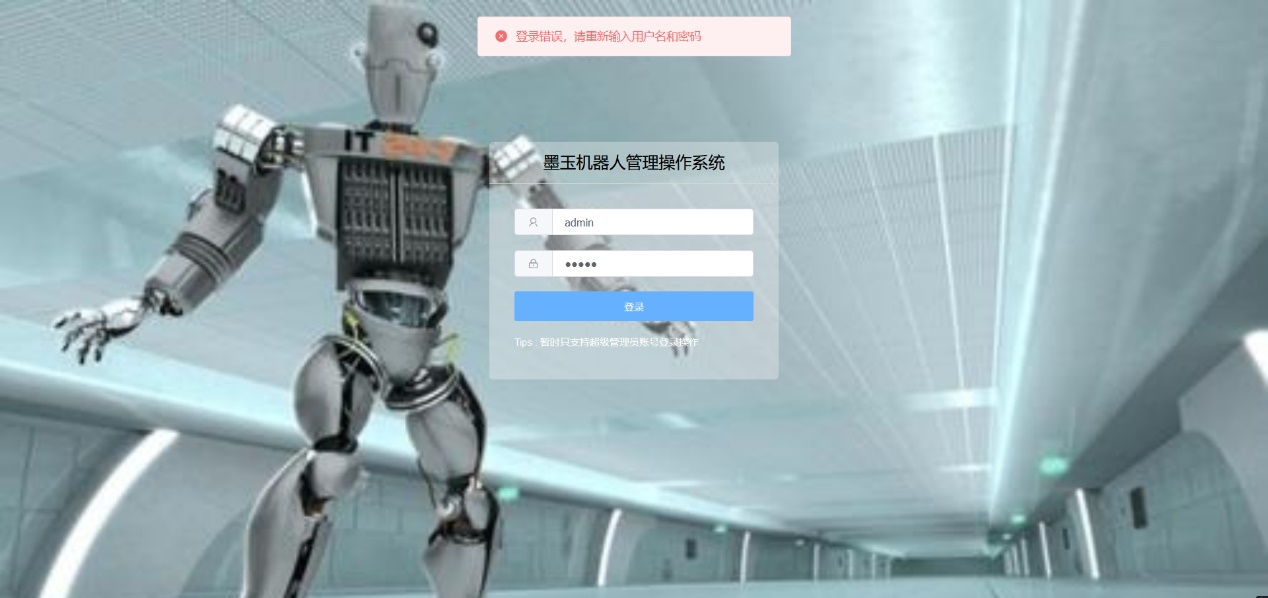 登录错误，请重新输入用户名和密码
IT
墨玉机器人管理操作系统
admin
•••••
登录
Tips : 暂时只支持超级管理员账号登录操作